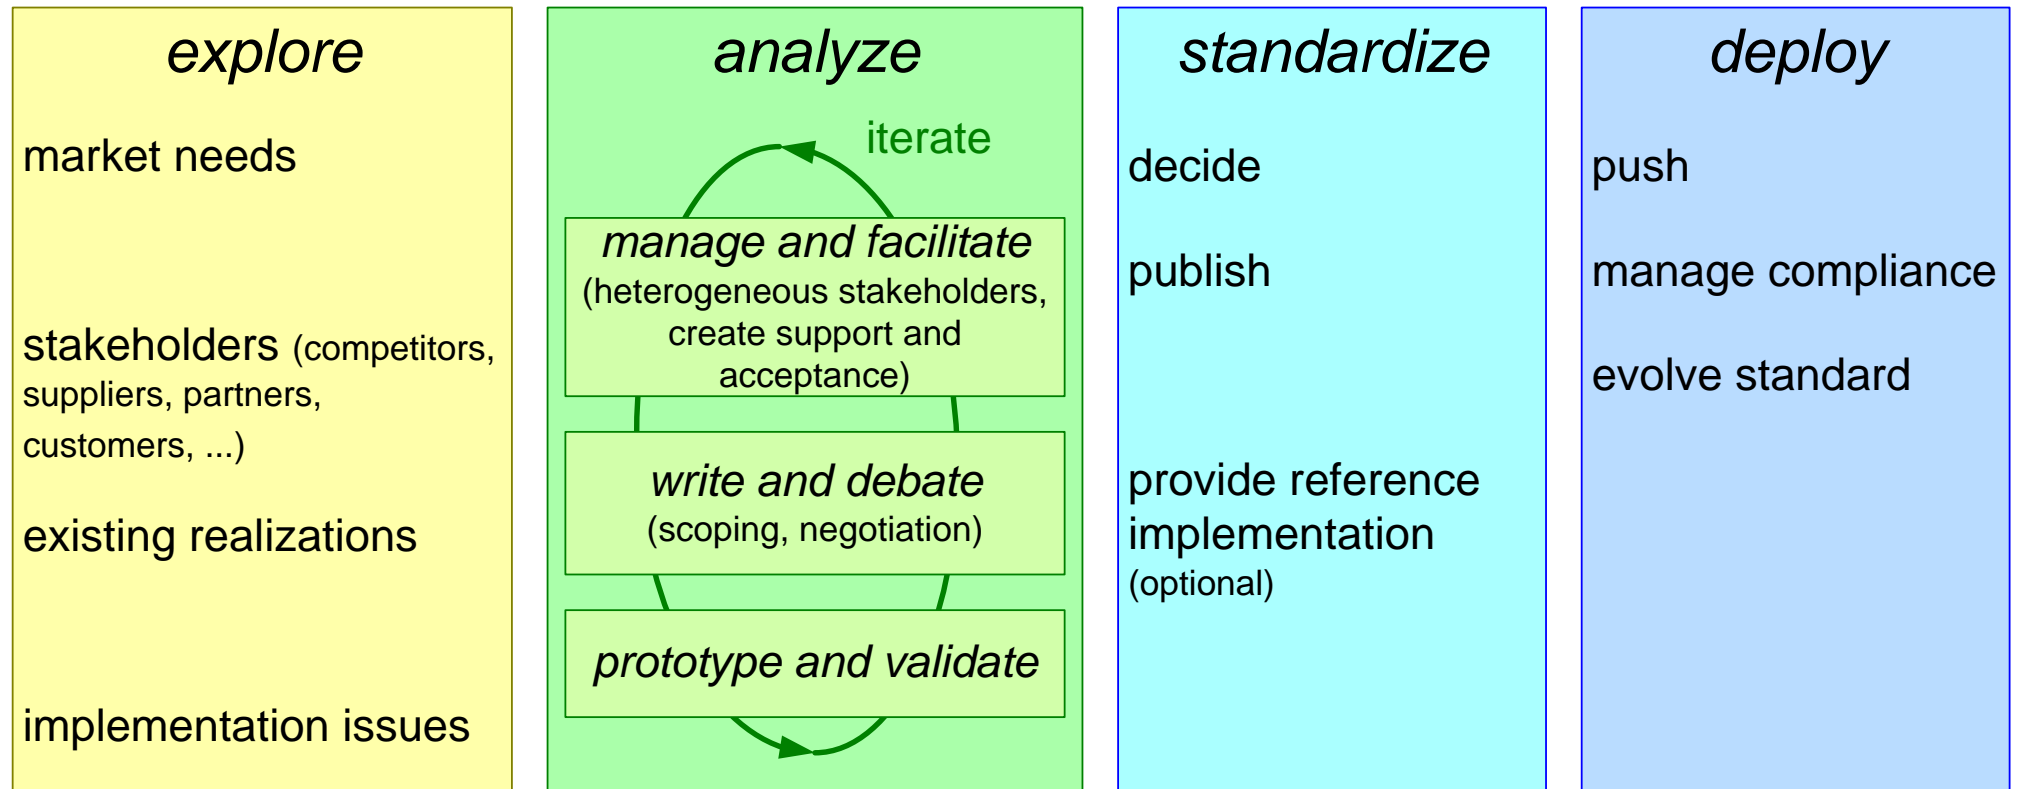 explore
market needs
stakeholders (competitors,
suppliers, partners,
customers, ...)
existing realizations
implementation issues
analyze
iterate
manage and facilitate
(heterogeneous stakeholders,
create support and
acceptance)
write and debate
(scoping, negotiation)
prototype and validate
standardize
decide
publish
provide reference
implementation
(optional)
deploy
push
manage compliance
evolve standard